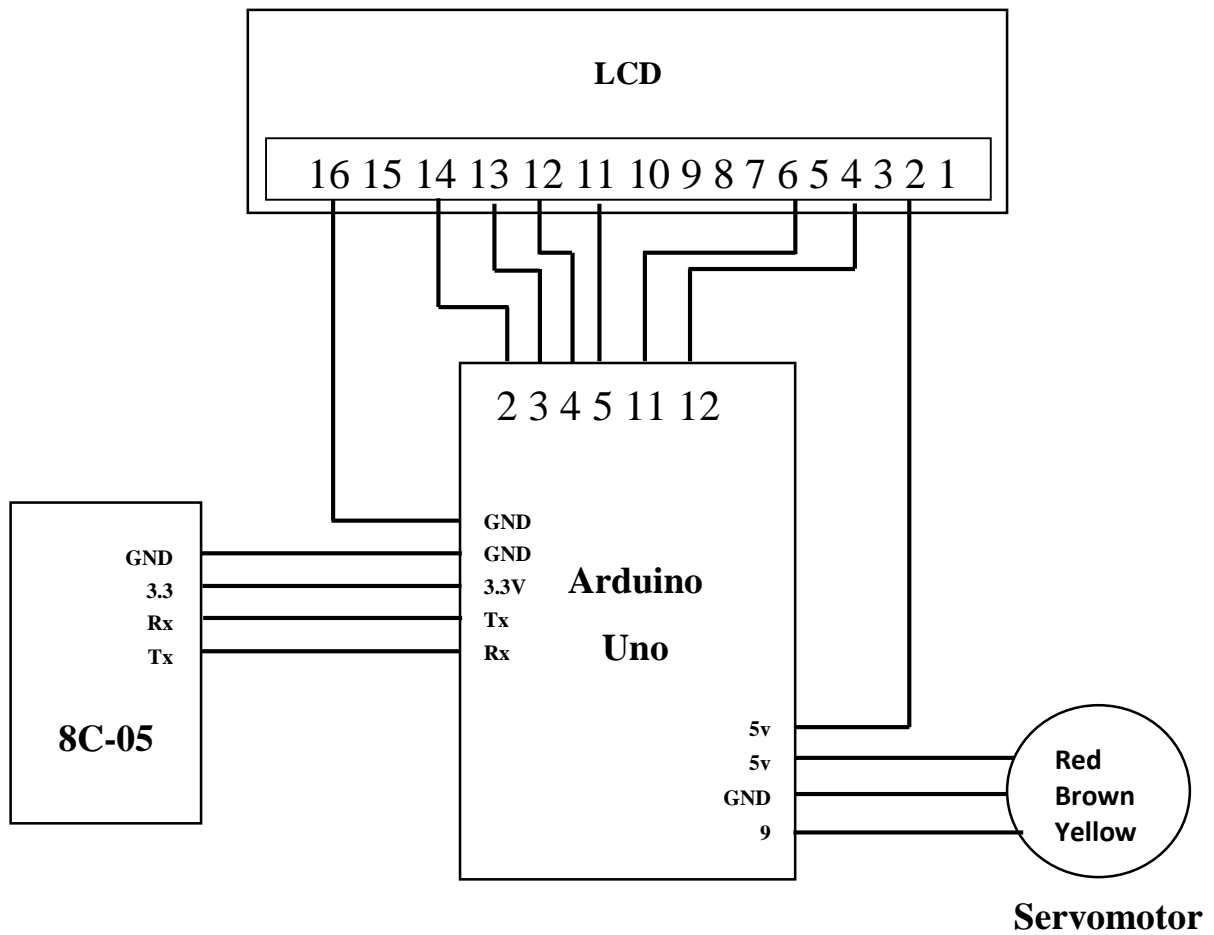 LCD
16 15 14 13 12 11 10 9 8 7 6 5 4 3 2 1
2 3 4 5 11 12
GND
GND
3.3V
Tx
Rx
Arduino
Uno
5v
5v
GND
9
GND
3.3
Rx
Tx
8C-05
Red
Brown
Yellow
Servomotor